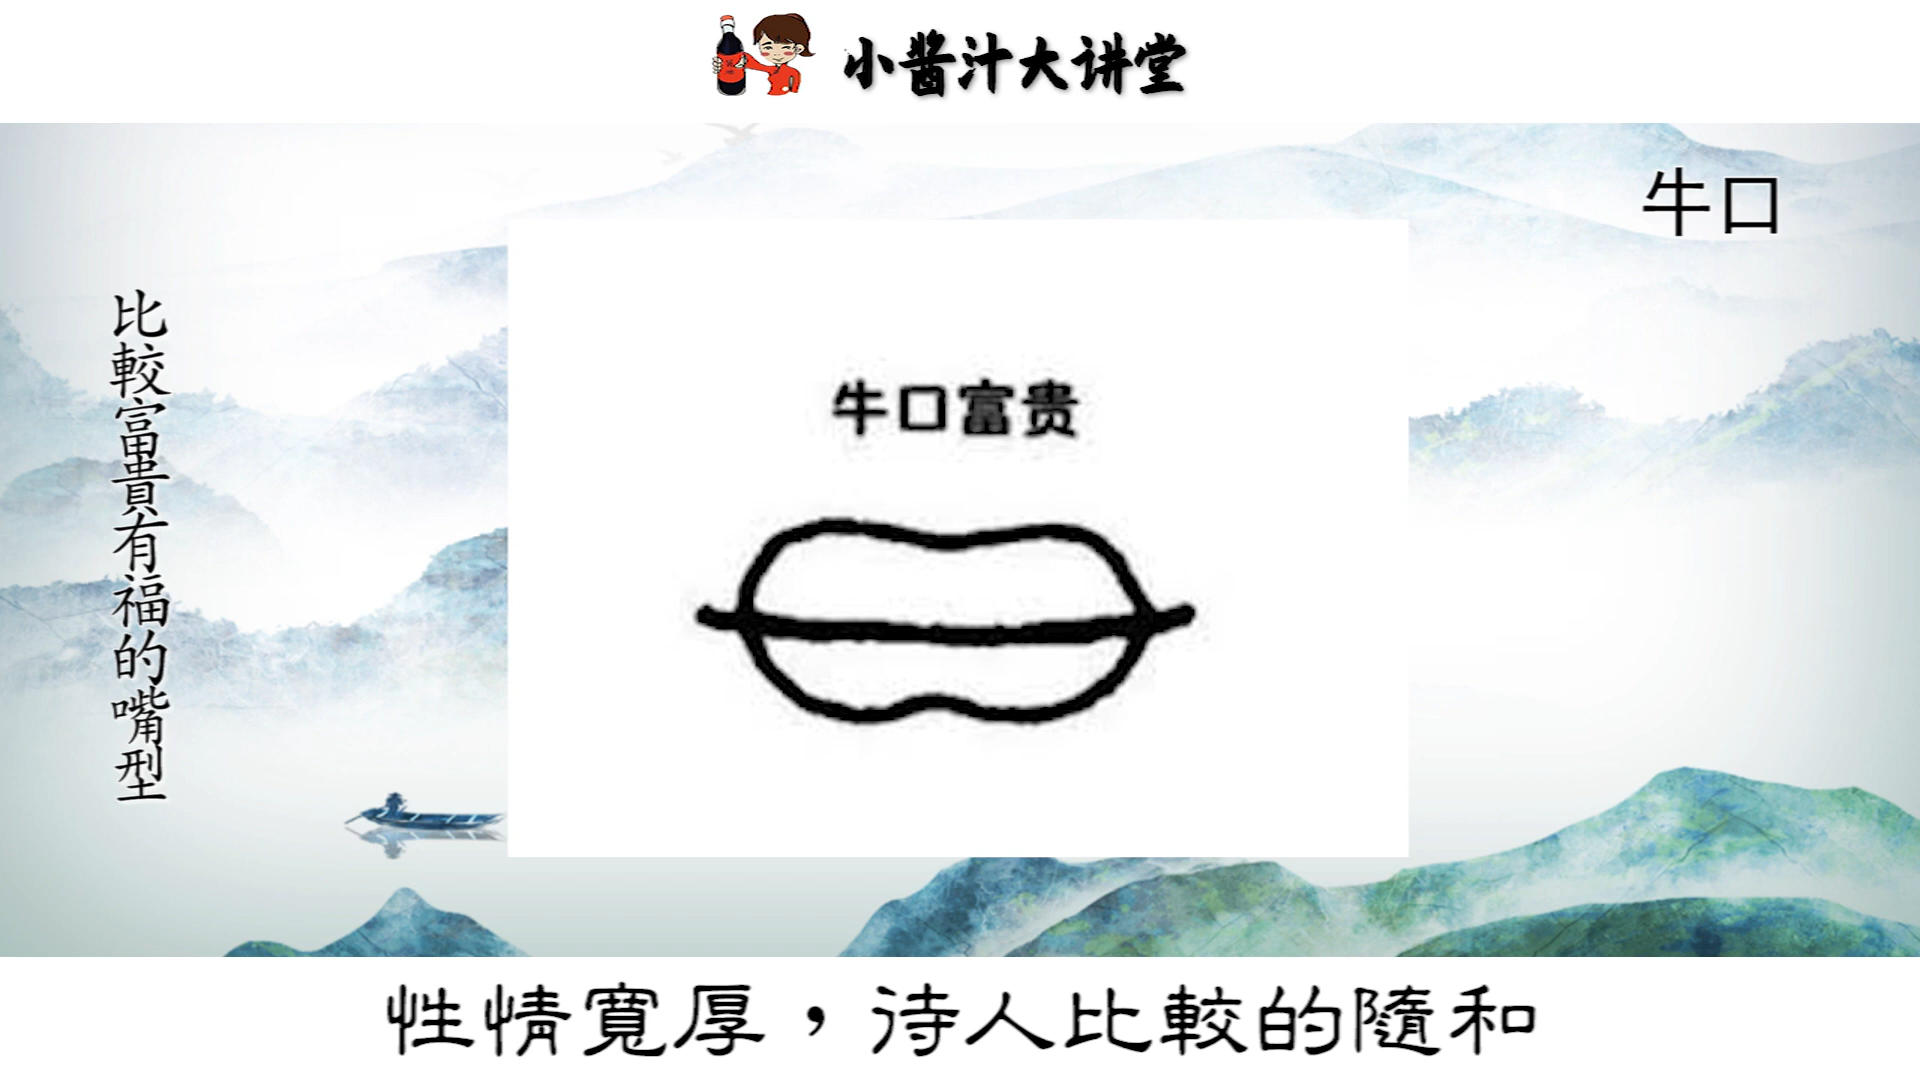 小酱汁大讲堂
牛口
比較富貴有福的嘴型
牛口富贵
性情寬厚，待人比較的隨和